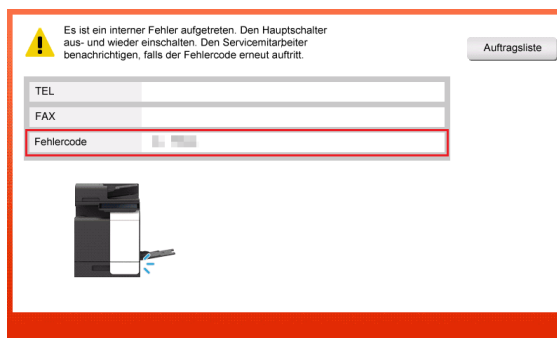 Es ist ein interner Fehler aufgetreten. Den Hauptschalter
aus- und wieder einschalten. Den Servicemitarbeiter
benachrichtigen, falls der Fehlercode erneut auftritt.
Auftragsliste
TEL
FAX
Fehlercode